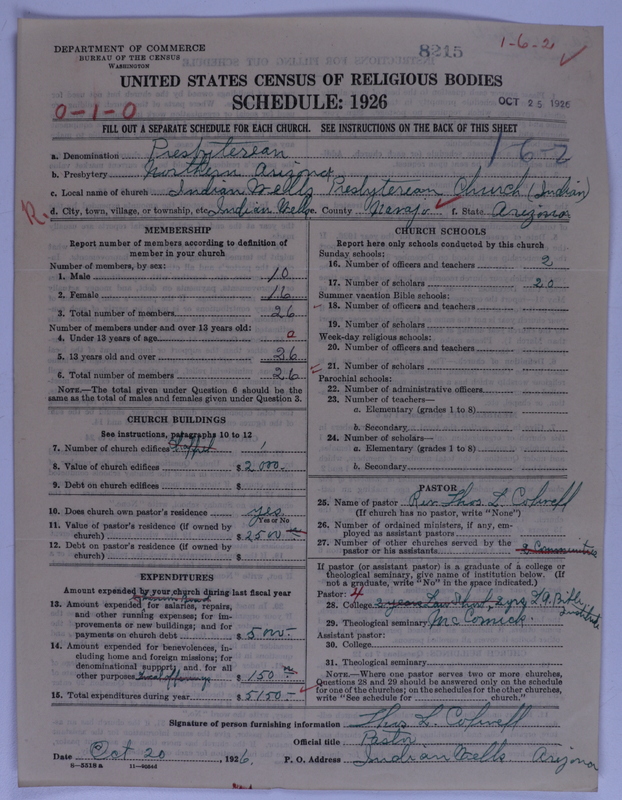 DEPARTMENT OF COMMERCE
BUREAU OF THE CENSUS
WASHINGTON
8215
1-6-2
UNITED STATES CENSUS OF RELIGIOUS BODIES
SCHEDULE: 1926
0-1-0
OCT 25 1926
FILL OUT A SEPARATE SCHEDULE FOR EACH CHURCH. SEE INSTRUCTIONS ON THE BACK OF THIS SHEET
1-6-2
a. Denomination Presbyterean
b. Presbytery Northern Arizona
c. Local name of church Indian Wells Presbyterean Church (Indian)
R. d. City, town, village, or township, etc. Indian Wells e. County Navajo f. State Arizona
MEMBERSHIP
Report number of members according to definition of
member in your church
Number of members, by sex:
1. Male 10
2. Female 16
3. Total number of members 26
Number of members under and over 13 years old:
4. Under 13 years of age 0
5. 13 years old and over 26
6. Total number of members 26
NOTE.—The total given under Question 6 should be the
same as the total of males and females given under Question 3.
CHURCH BUILDINGS
See instructions, paragraphs 10 to 12
7. Number of church edifices 1
8. Value of church edifices $ 2000.
9. Debt on church edifices $
10. Does church own pastor's residence yes
Yes or No
11. Value of pastor's residence (if owned by
church) $ 2500
12. Debt on pastor's residence (if owned by
church) $
EXPENDITURES
Amount expended by your church during last fiscal year
13. Amount expended for salaries, repairs,
and other running expenses; for im-
provements or new buildings; and for
payments on church debt $ 5000.-
14. Amount expended for benevolences, in-
cluding home and foreign missions; for
denominational support; and for all
other purposes $ 150
15. Total expenditures during year $ 5150.-
CHURCH SCHOOLS
Report here only schools conducted by this church
Sunday schools:
16. Number of officers and teachers 2
17. Number of scholars 20
Summer vacation Bible schools:
18. Number of officers and teachers
19. Number of scholars
Week-day religious schools:
20. Number of officers and teachers
21. Number of scholars
Parochial schools:
22. Number of administrative officers
23. Number of teachers—
a. Elementary (grades 1 to 8)
b. Secondary
24. Number of scholars—
a. Elementary (grades 1 to 8)
b. Secondary
PASTOR
25. Name of pastor Rev. Thos. L.
(If church has no pastor, write "None")
26. Number of ordained ministers, if any, em-
ployed as assistant pastors
27. Number of other churches served by the
pastor or his assistants
If pastor (or assistant pastor) is a graduate of a college or
theological seminary, give name of institution below. (If
not a graduate, write "No" in the space indicated.)
Pastor: 4
28. College
29. Theological seminary McCormick.
Assistant pastor:
30. College
31. Theological seminary
NOTE.—Where one pastor serves two or more churches,
Questions 28 and 29 should be answered only on the schedule
for one of the churches; on the schedules for the other churches,
write "See schedule for church."
Signature of person furnishing information Thos L.
Official title Pastor
Date Oct 20, 1926. P. O. Address Indian Wells Arizona